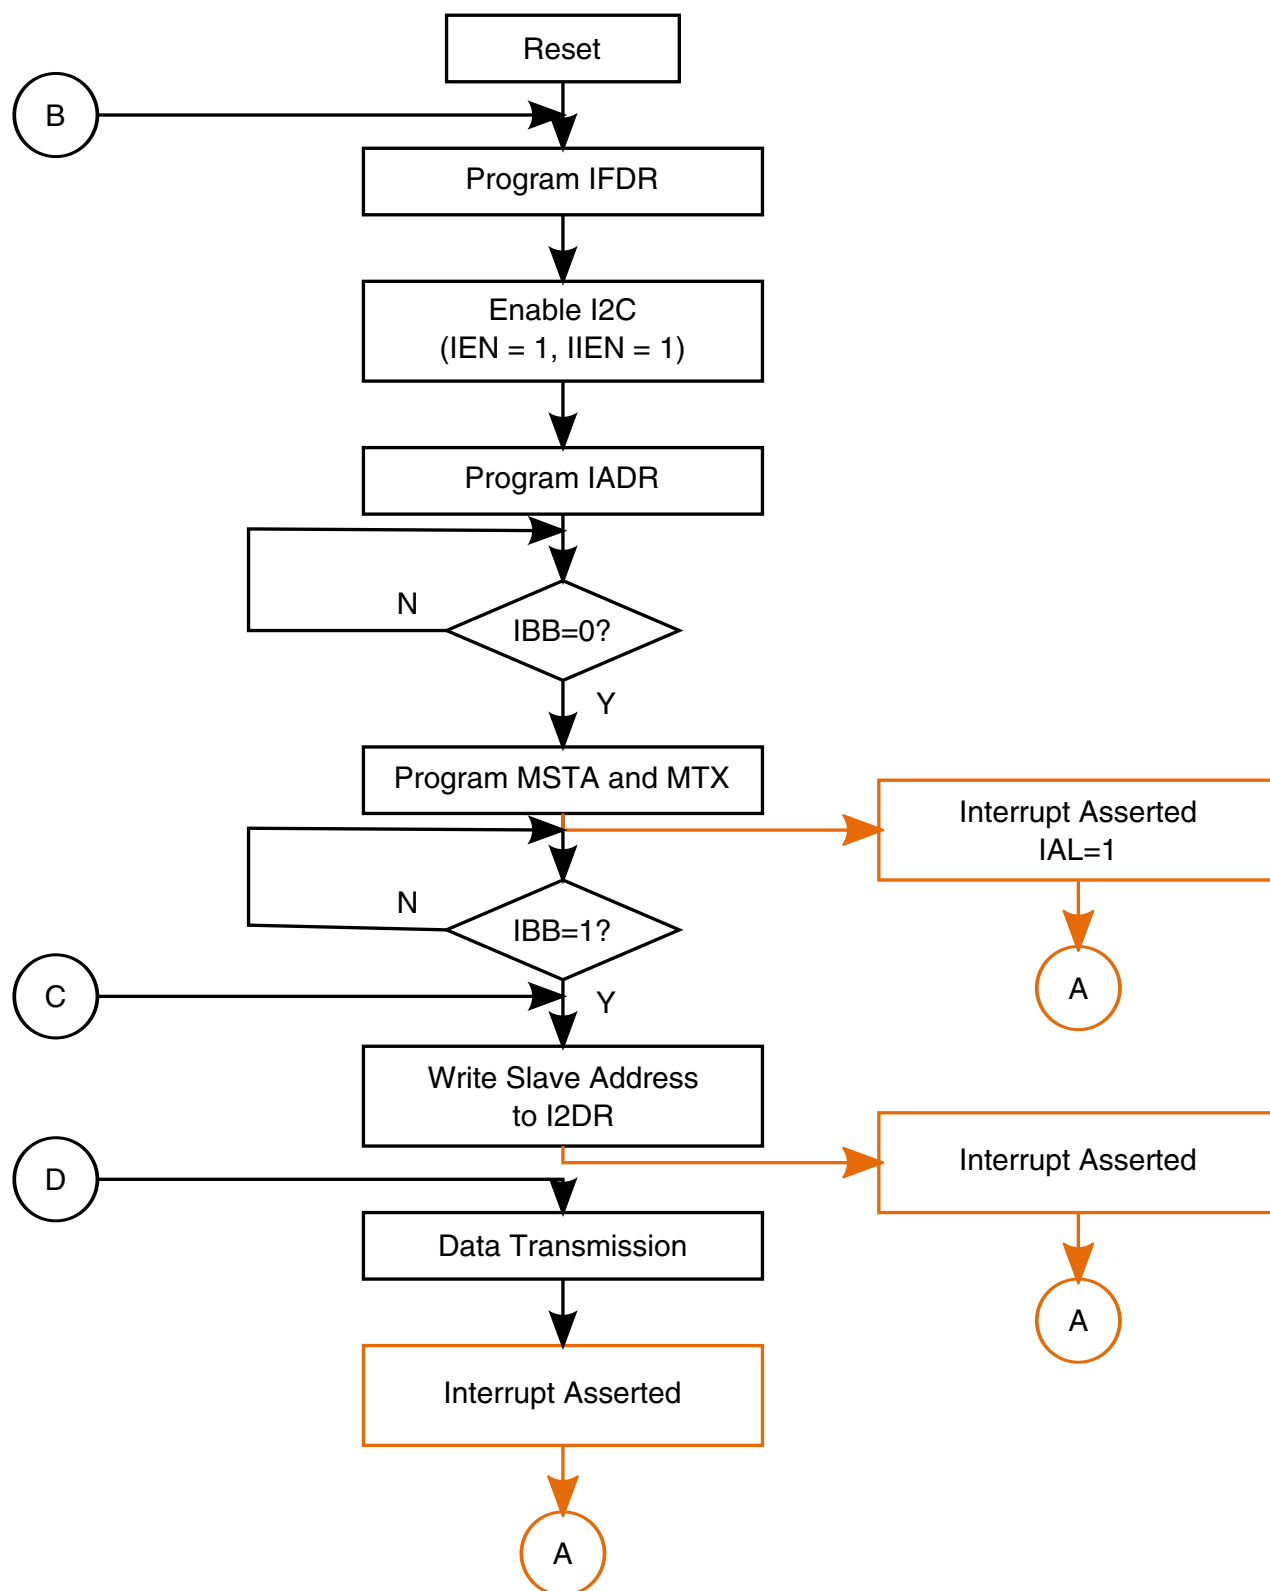 Reset
B
Program IFDR
Enable I2C
(IEN = 1, IIEN = 1)
Program IADR
N
IBB=0?
Y
Program MSTA and MTX
Interrupt Asserted
IAL=1
N
IBB=1?
A
C
Y
Write Slave Address
to I2DR
Interrupt Asserted
D
Data Transmission
A
Interrupt Asserted
A